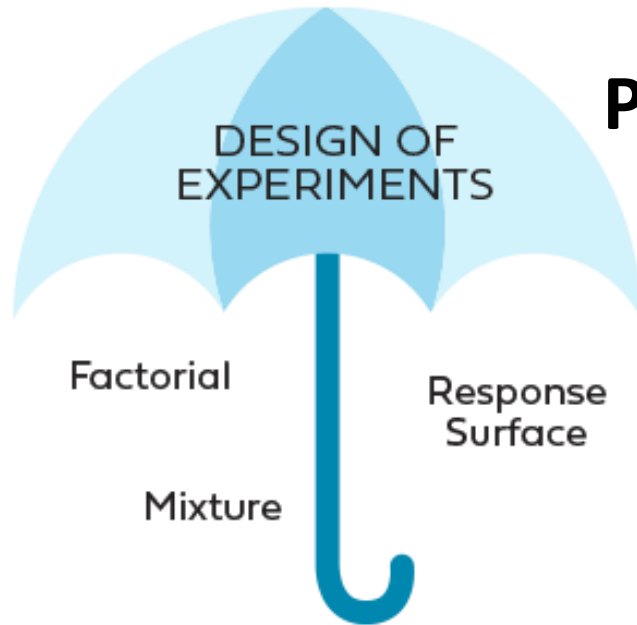 P
DESIGN OF
EXPERIMENTS
Factorial
Response
Surface
Mixture